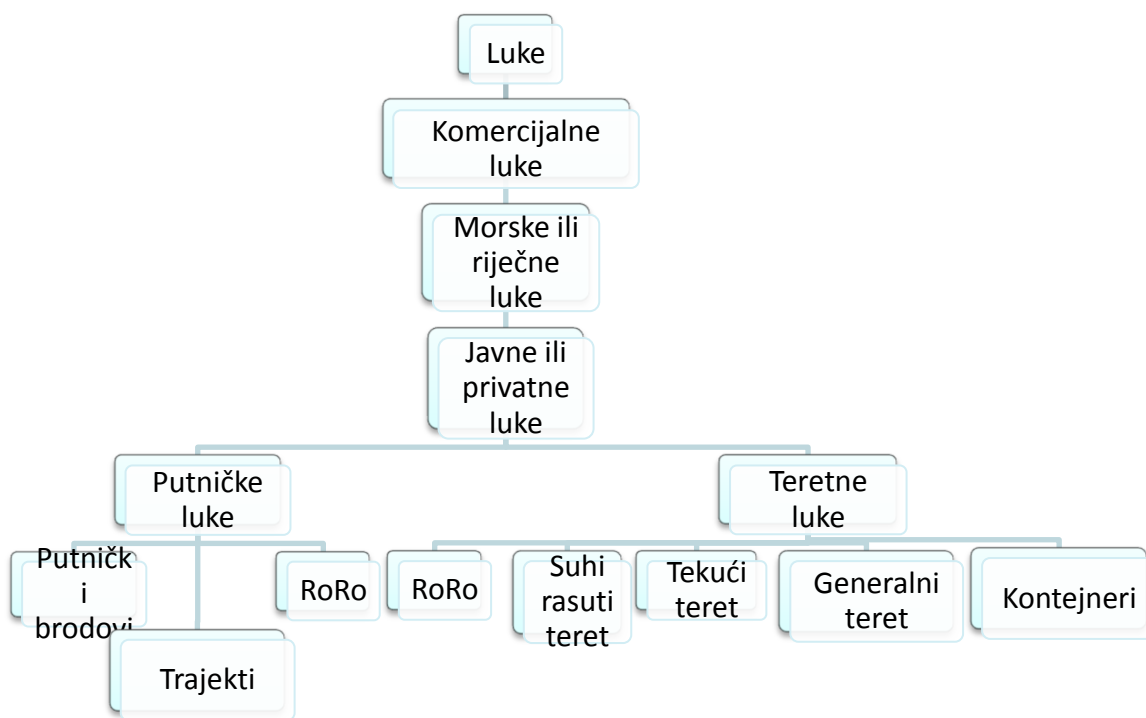 Luke
Komercijalne
luke
Morske ili
riječne
luke
Javne ili
privatne
luke
Putničke
luke
Teretne
luke
Putničk
i
brodovi
Trajekti
RoRo
RoRo
Suhi
rasuti
teret
Tekući
teret
Generalni
teret
Kontejneri